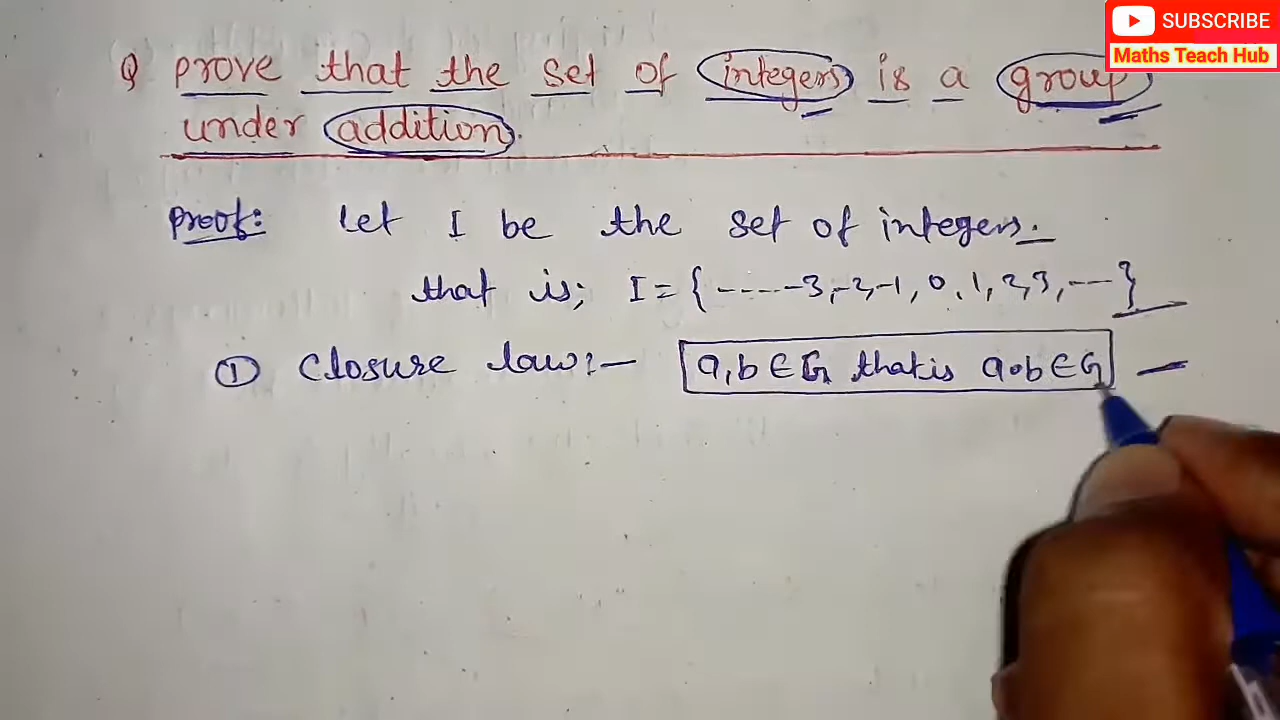 SUBSCRIBE
Maths Teach Hub
Q prove that the set of integers is a group
under addition.
Proof: Let I be the set of integers.
that is; I = {-----3,-2,-1, 0, 1, 2, 3, ---}
① Closure law:- a,b ∈ G that is a∘b ∈ G